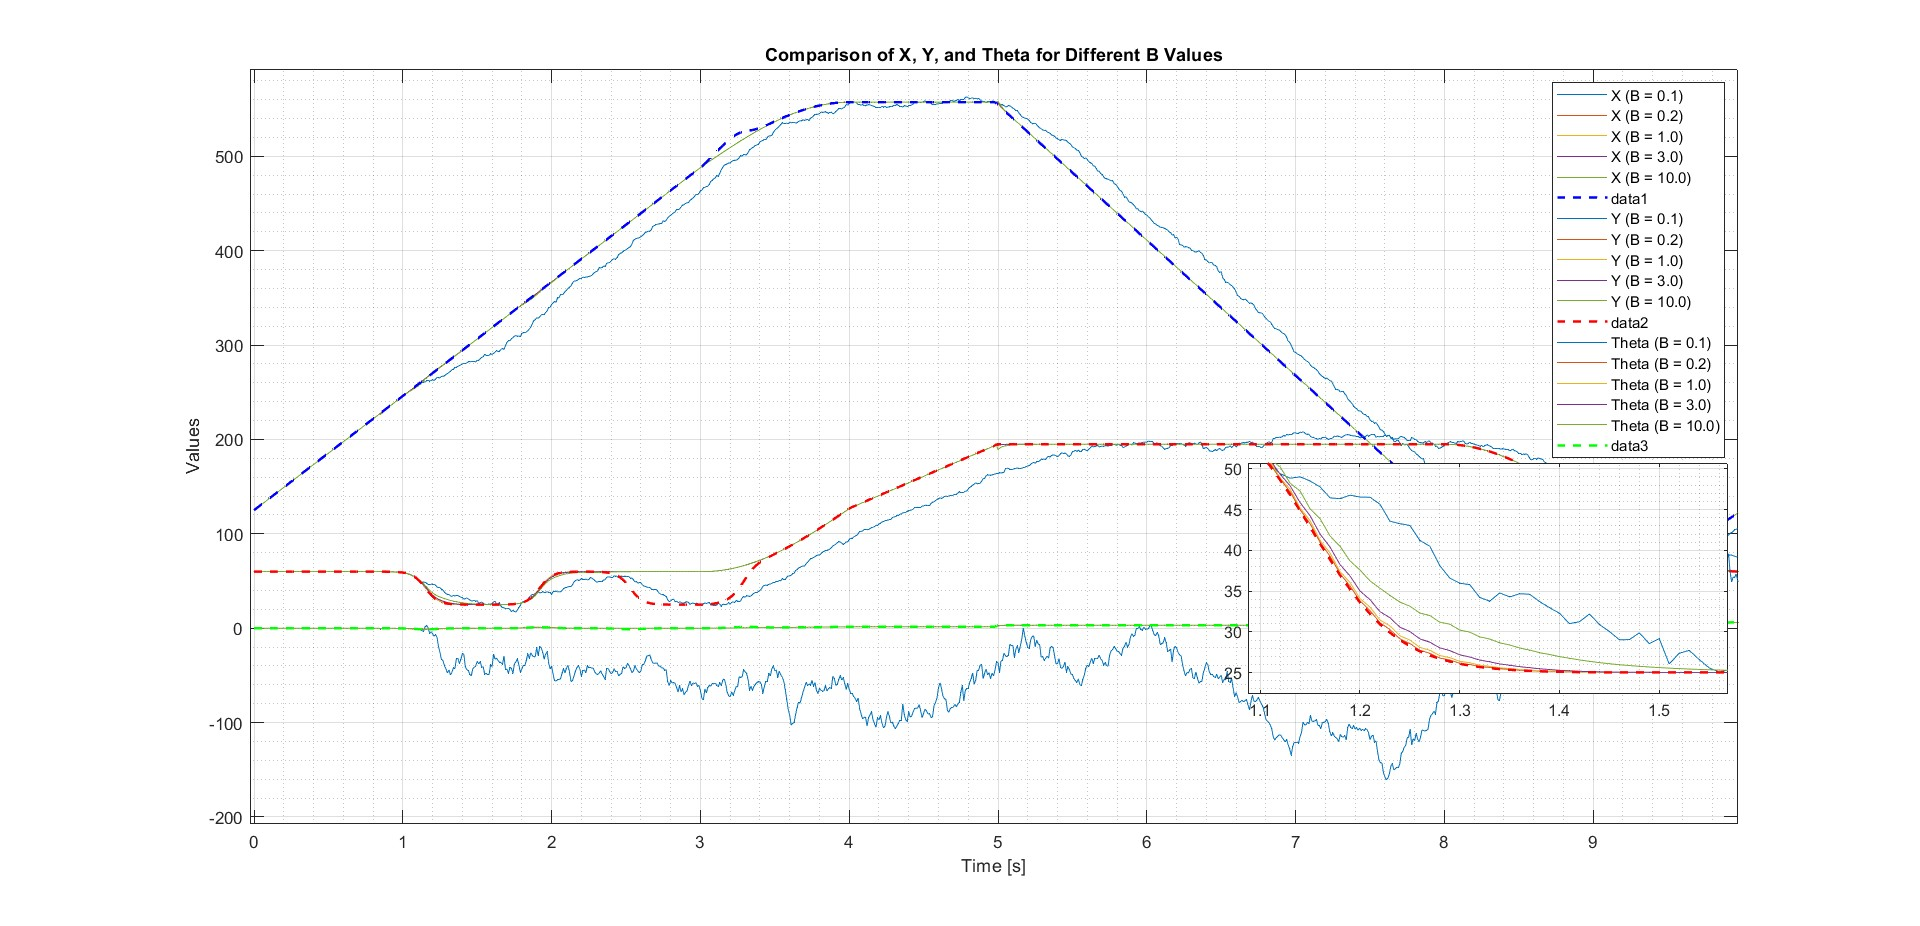 Comparison of X, Y, and Theta for Different B Values
Values
500
400
300
200
100
0
-100
-200
0 1 2 3 4 5 6 7 8 9
Time [s]
X (B = 0.1)
X (B = 0.2)
X (B = 1.0)
X (B = 3.0)
X (B = 10.0)
data1
Y (B = 0.1)
Y (B = 0.2)
Y (B = 1.0)
Y (B = 3.0)
Y (B = 10.0)
data2
Theta (B = 0.1)
Theta (B = 0.2)
Theta (B = 1.0)
Theta (B = 3.0)
Theta (B = 10.0)
data3
50
45
40
35
30
25
1.1 1.2 1.3 1.4 1.5